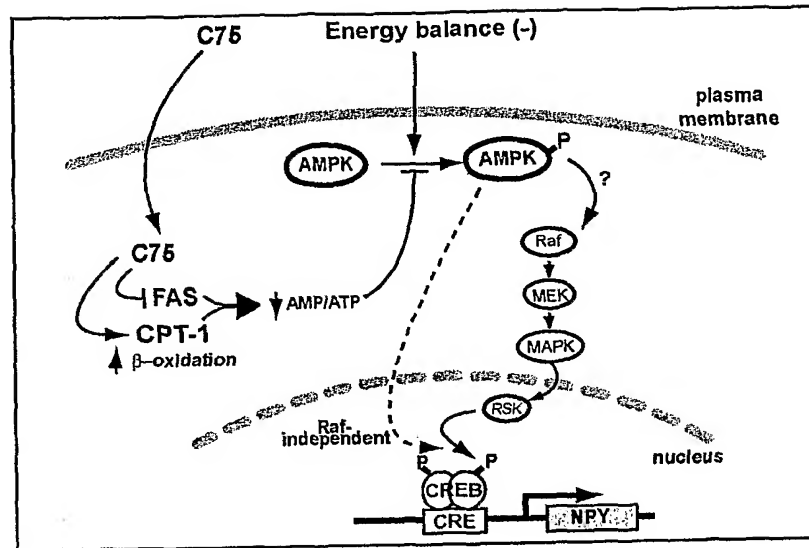 C75
Energy balance (-)
plasma
membrane
AMPK
AMPK
P
?
C75
Raf
FAS
AMP/ATP
MEK
CPT-1
β-oxidation
MAPK
RSK
Raf-
independent
nucleus
P
P
CREB
CRE
NPY